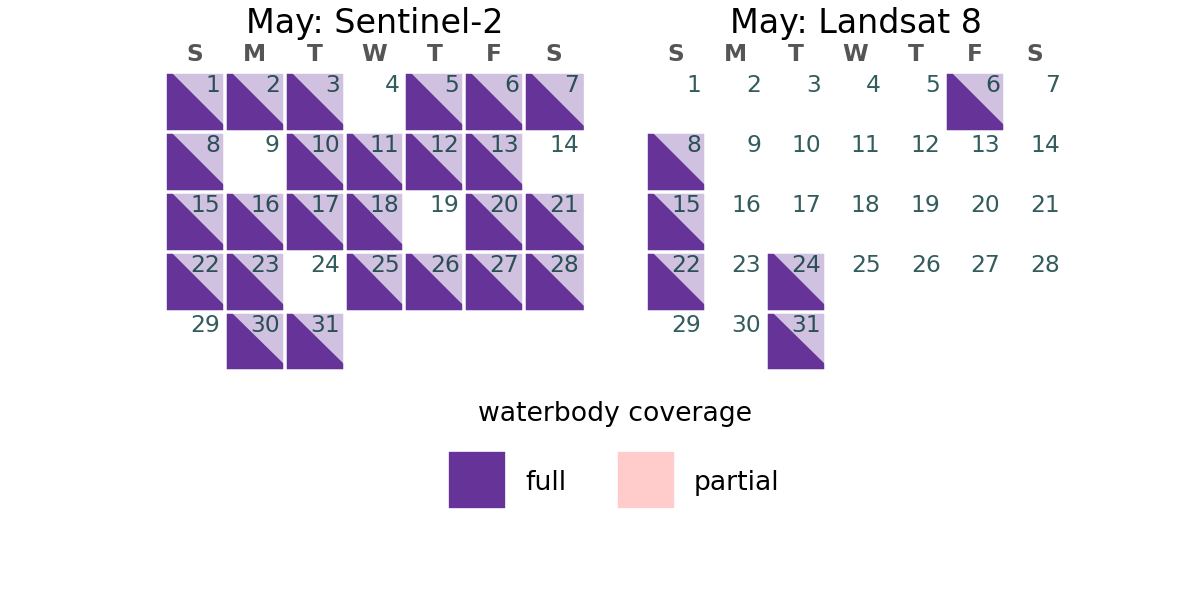 May: Sentinel-2
S M T W T F S
1 2 3 4 5 6 7
8 9 10 11 12 13 14
15 16 17 18 19 20 21
22 23 24 25 26 27 28
29 30 31
May: Landsat 8
S M T W T F S
1 2 3 4 5 6 7
8 9 10 11 12 13 14
15 16 17 18 19 20 21
22 23 24 25 26 27 28
29 30 31
waterbody coverage
full
partial